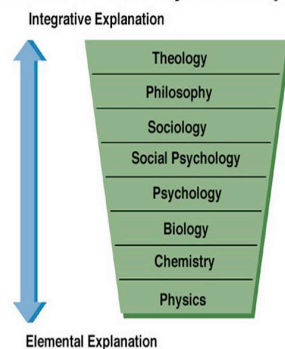 Integrative Explanation
Theology
Philosophy
Sociology
Social Psychology
Psychology
Biology
Chemistry
Physics
Elemental Explanation